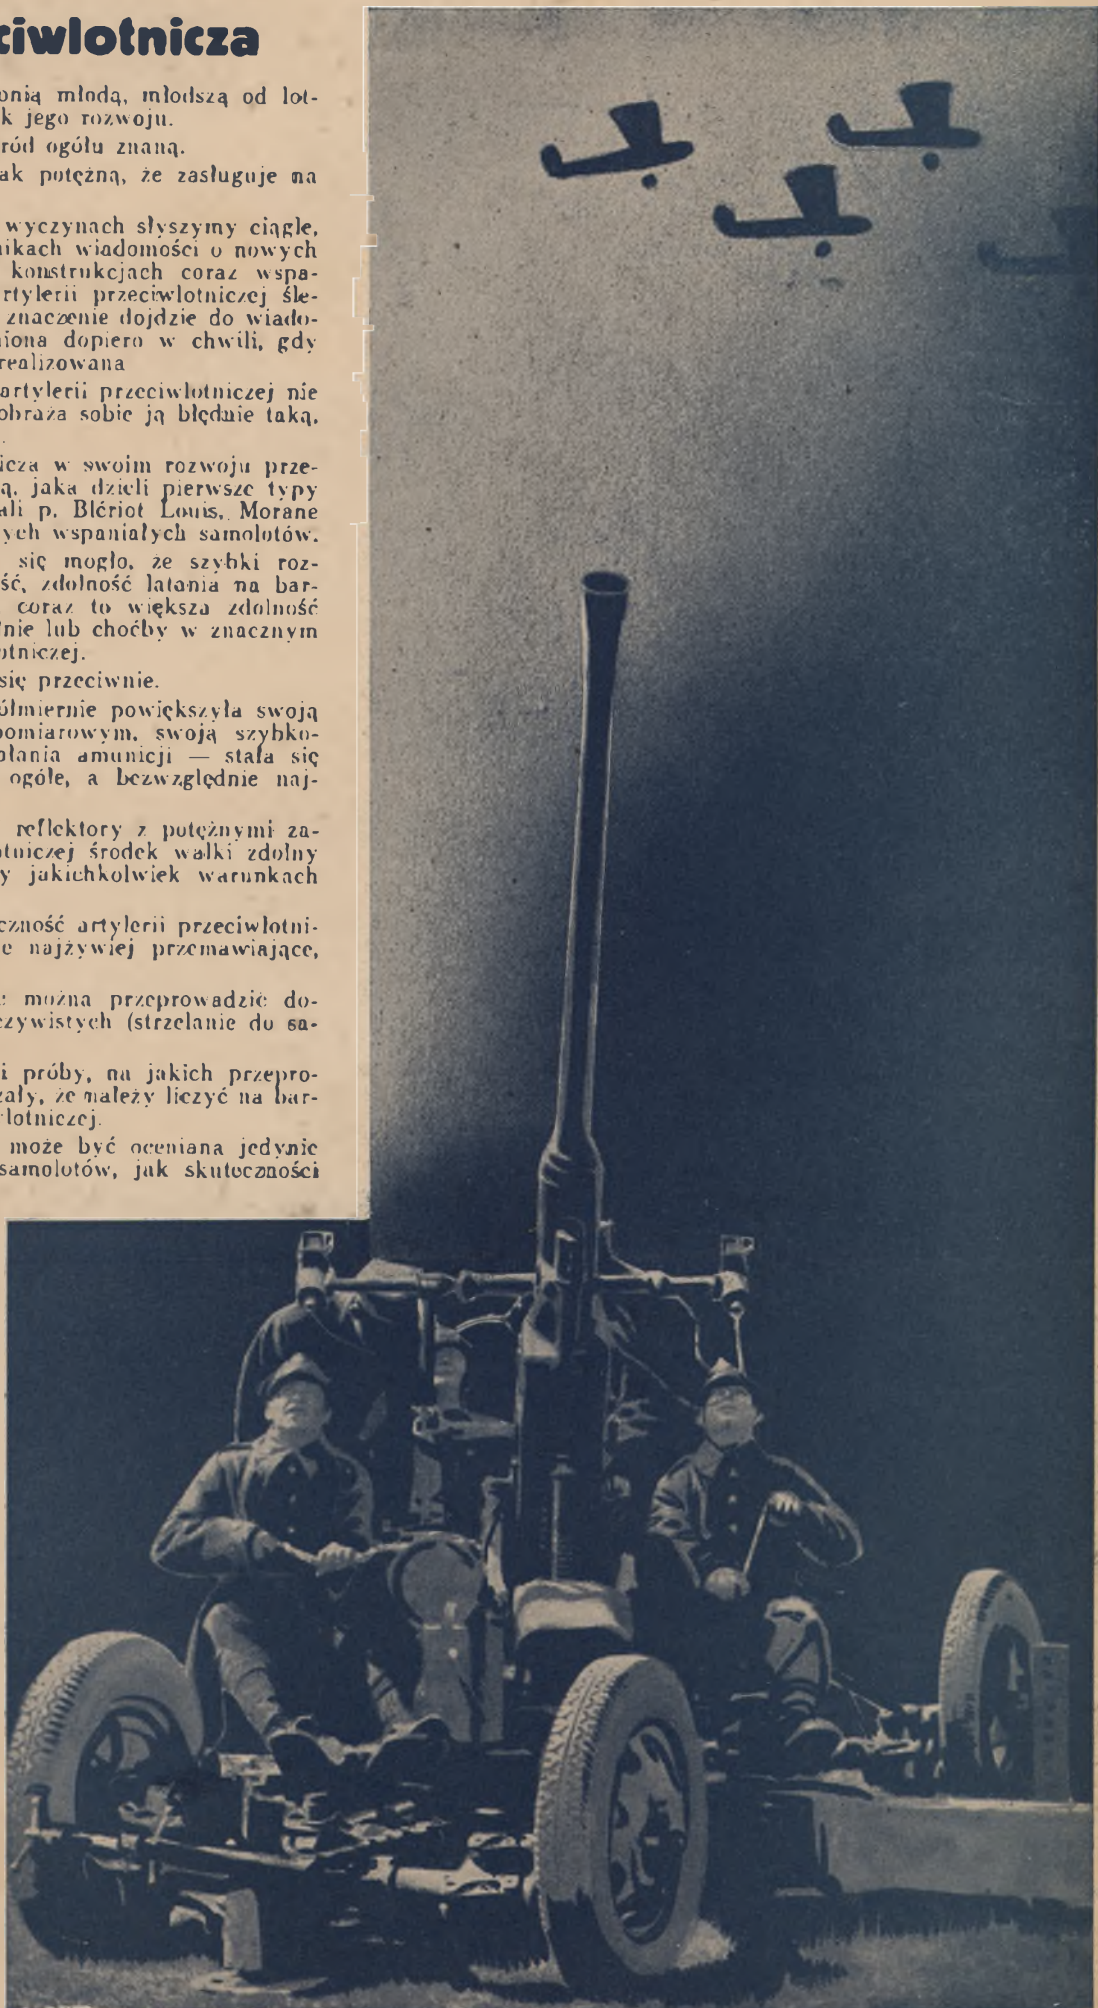 ciwlotnicza
onią młodą, młodszą od lot-
k jego rozwoju.
ród ogółu znaną.
ak potężną, że zasługuje na
wyczynach słyszymy ciągle,
nikach wiadomości o nowych
konstrukcjach coraz wspa-
rtylerii przeciwlotniczej śle-
znaczenie dojdzie do wiado-
iona dopiero w chwili, gdy
realizowana
artylerii przeciwlotniczej nie
obraża sobie ją błędnie taką,
icza w swoim rozwoju prze-
ą, jaka dzieli pierwsze typy
ali p. Blériot Louis, Morane
ych wspaniałych samolotów.
się mogło, że szybki roz-
ść, zdolność latania na bar-
coraz to większa zdolność
nie lub choćby w znacznym
otniczej.
się przeciwnie.
ółmiernie powiększyła swoją
pomiarowym, swoją szybko-
ołania amunicji — stała się
ogóle, a bezwzględnie naj-
reflektory z potężnymi za-
otniczej środek walki zdolny
y jakichkolwiek warunkach
czność artylerii przeciwlotni-
e najżywiej przemawiające,
: można przeprowadzić do-
czywistych (strzelanie do sa-
i próby, na jakich przepro-
zały, że należy liczyć na bar-
lotniczej.
może być oceniana jedynie
samolotów, jak skuteczności